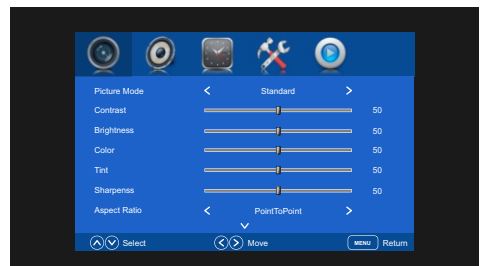 Picture Mode < Standard >
Contrast 50
Brightness 50
Color 50
Tint 50
Sharpenss 50
Aspect Ratio < PointToPoint >
Select Move MENU Return